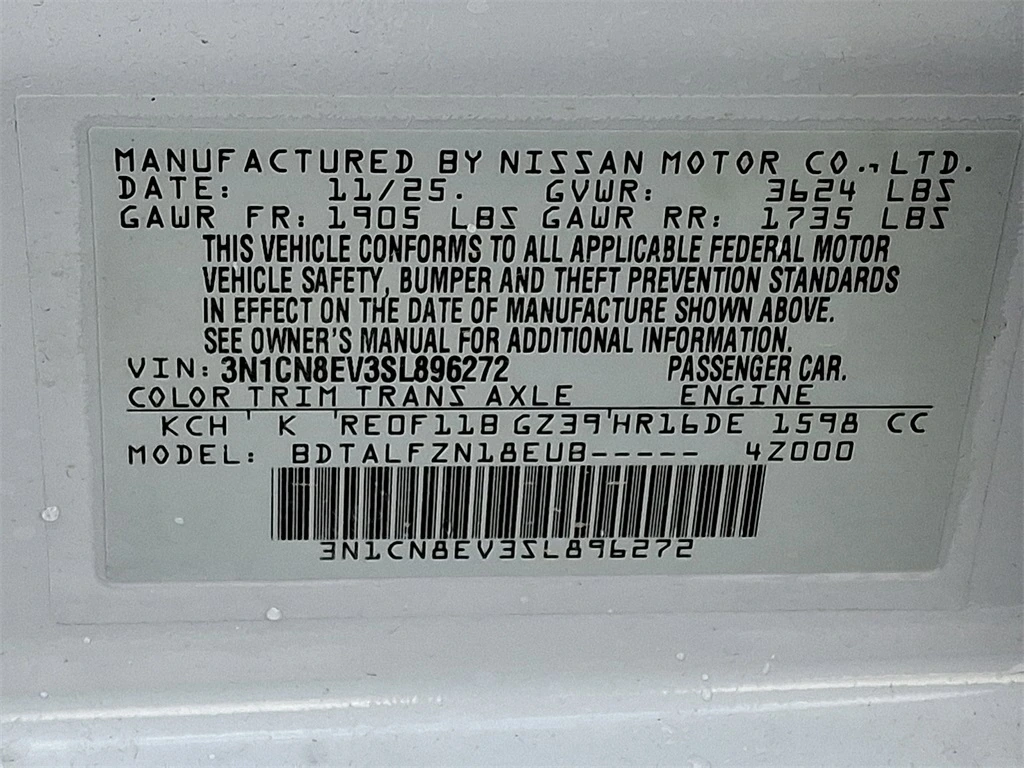 MANUFACTURED BY NISSAN MOTOR CO., LTD.
DATE: 11/25. GVWR: 3624 LBS
GAWR FR: 1905 LBS GAWR RR: 1735 LBS
THIS VEHICLE CONFORMS TO ALL APPLICABLE FEDERAL MOTOR
VEHICLE SAFETY, BUMPER AND THEFT PREVENTION STANDARDS
IN EFFECT ON THE DATE OF MANUFACTURE SHOWN ABOVE.
SEE OWNER'S MANUAL FOR ADDITIONAL INFORMATION.
VIN: 3N1CN8EV3SL896272 PASSENGER CAR.
COLOR TRIM TRANS AXLE ENGINE
KCH K RE0F11B GZ39 HR16DE 1598 CC
MODEL: BDTALFZN18EUB----- 4Z000
3N1CN8EV3SL896272